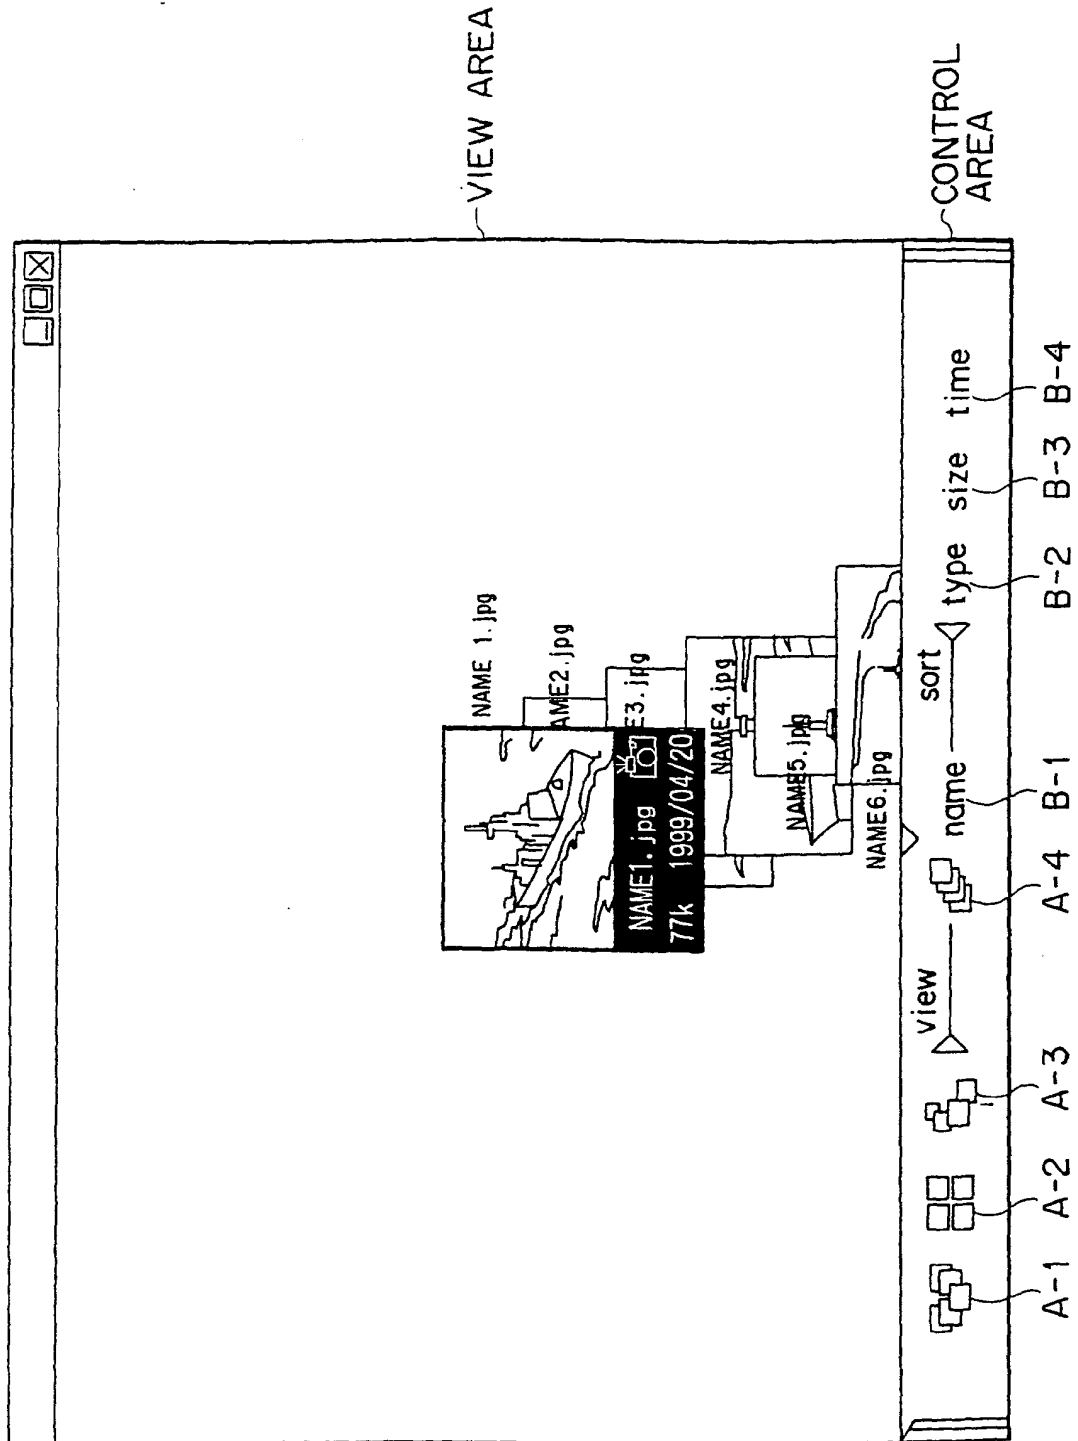 VIEW AREA
NAME 1.jpg
AME2.jpg
E3.jpg
NAME4.jpg
NAME5.jpg
NAME6.jpg
NAME1.jpg
77k 1999/04/20
CONTROL
AREA
view
sort
name type size time
A-1 A-2 A-3 A-4 B-1 B-2 B-3 B-4